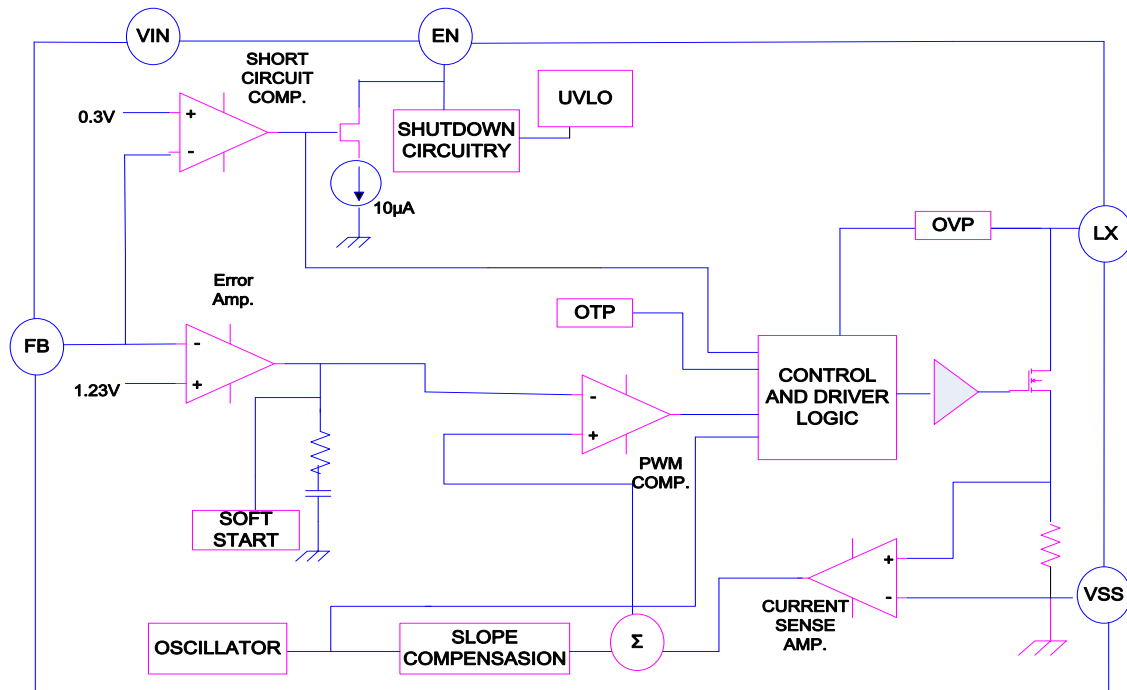 VIN
EN
SHORT
CIRCUIT
COMP.
UVLO
0.3V
+
-
SHUTDOWN
CIRCUITRY
10µA
OVP
LX
Error
Amp.
OTP
FB
-
1.23V
+
CONTROL
AND DRIVER
LOGIC
-
+
PWM
COMP.
SOFT
START
+
-
VSS
CURRENT
SENSE
AMP.
OSCILLATOR
SLOPE
COMPENSASION
Σ